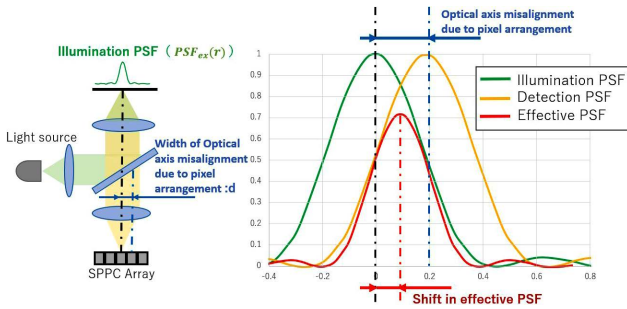 Optical axis misalignment
due to pixel arrangement
Illumination PSF ( PSF_ex(r) )
Light source
Width of Optical
axis misalignment
due to pixel
arrangement :d
SPPC Array
1
0.9
0.8
0.7
0.6
0.5
0.4
0.3
0.2
0.1
0
-0.4
-0.2
0
0.2
0.4
0.6
0.8
Illumination PSF
Detection PSF
Effective PSF
Shift in effective PSF